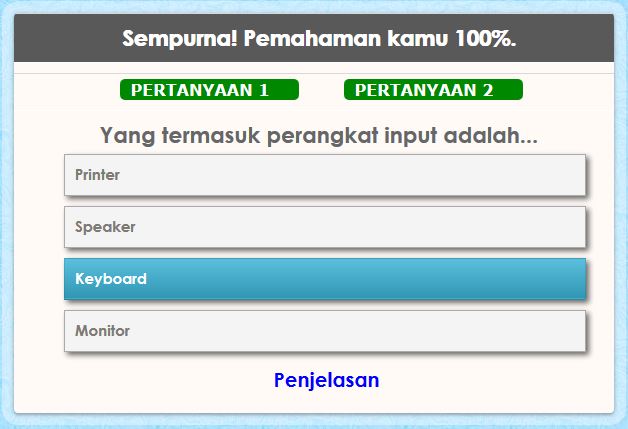 Sempurna! Pemahaman kamu 100%.
PERTANYAAN 1 PERTANYAAN 2
Yang termasuk perangkat input adalah...
Printer
Speaker
Keyboard
Monitor
Penjelasan